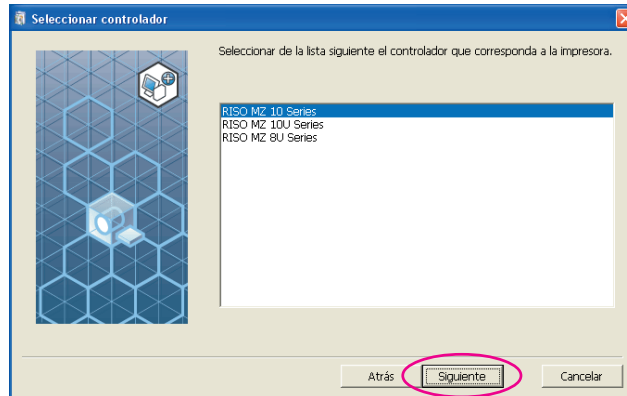 Seleccionar controlador
Seleccionar de la lista siguiente el controlador que corresponda a la impresora.
RISO MZ 10 Series
RISO MZ 10U Series
RISO MZ 8U Series
Atrás
Siguiente
Cancelar